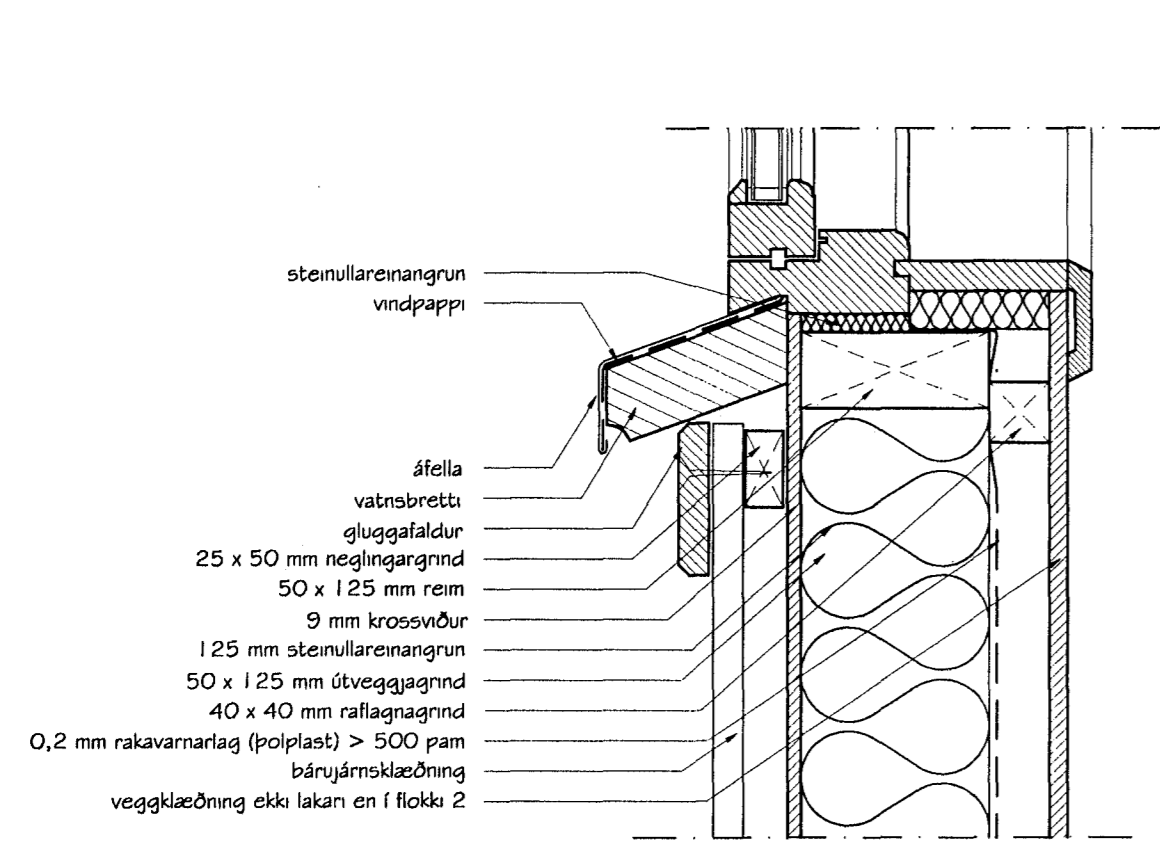 steinullareinangrun
vindpappi
áfella
vatnsbretti
gluggafaldur
25 x 50 mm neglingargrind
50 x 125 mm reim
9 mm krossviður
125 mm steinullareinangrun
50 x 125 mm útveggjagrind
40 x 40 mm raflagnagrind
0,2 mm rakavarnarlag (þolplast) > 500 pam
bárujárnsklæðning
veggklæðning ekki lakari en í flokki 2